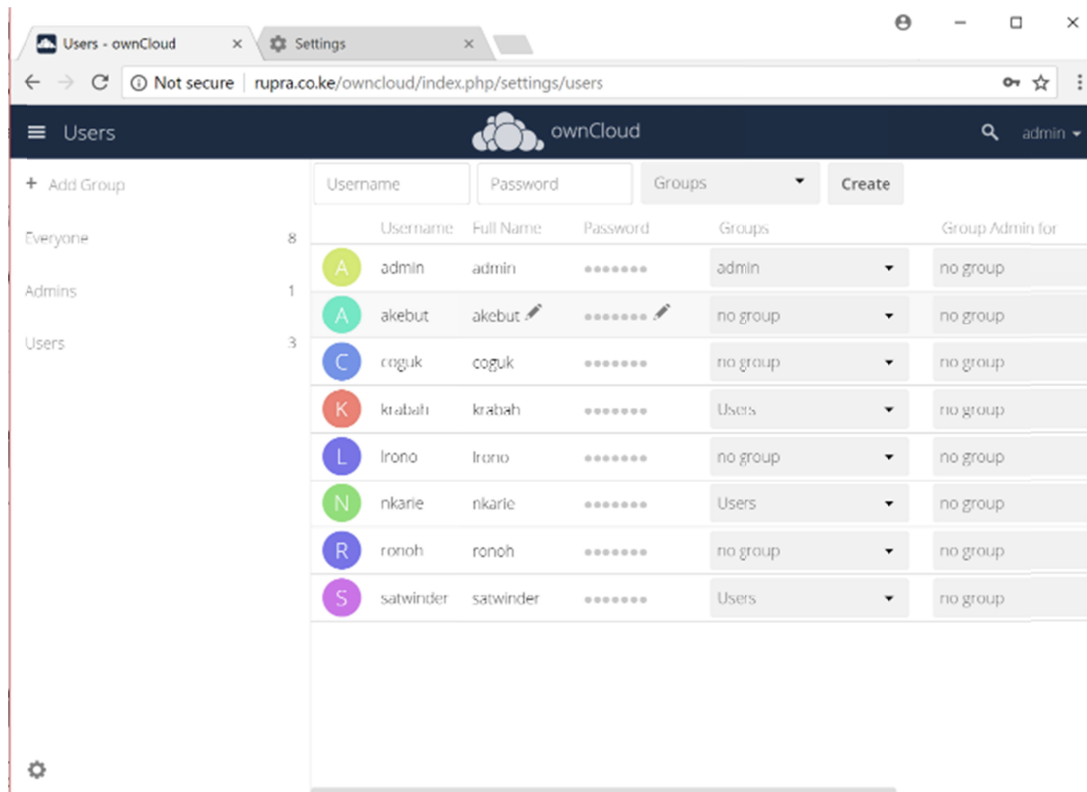 Users - ownCloud Settings
Not secure rupra.co.ke/owncloud/index.php/settings/users
Users ownCloud admin
+ Add Group Username Password Groups Create
Username Full Name Password Groups Group Admin for
Everyone 8
A admin admin ●●●●●●● admin no group
Admins 1
A akebut akebut ●●●●●●● no group no group
Users 3
C coguk coguk ●●●●●●● no group no group
K krabah krabah ●●●●●●● Users no group
L lrono lrono ●●●●●●● no group no group
N nkarie nkarie ●●●●●●● Users no group
R ronoh ronoh ●●●●●●● no group no group
S satwinder satwinder ●●●●●●● Users no group